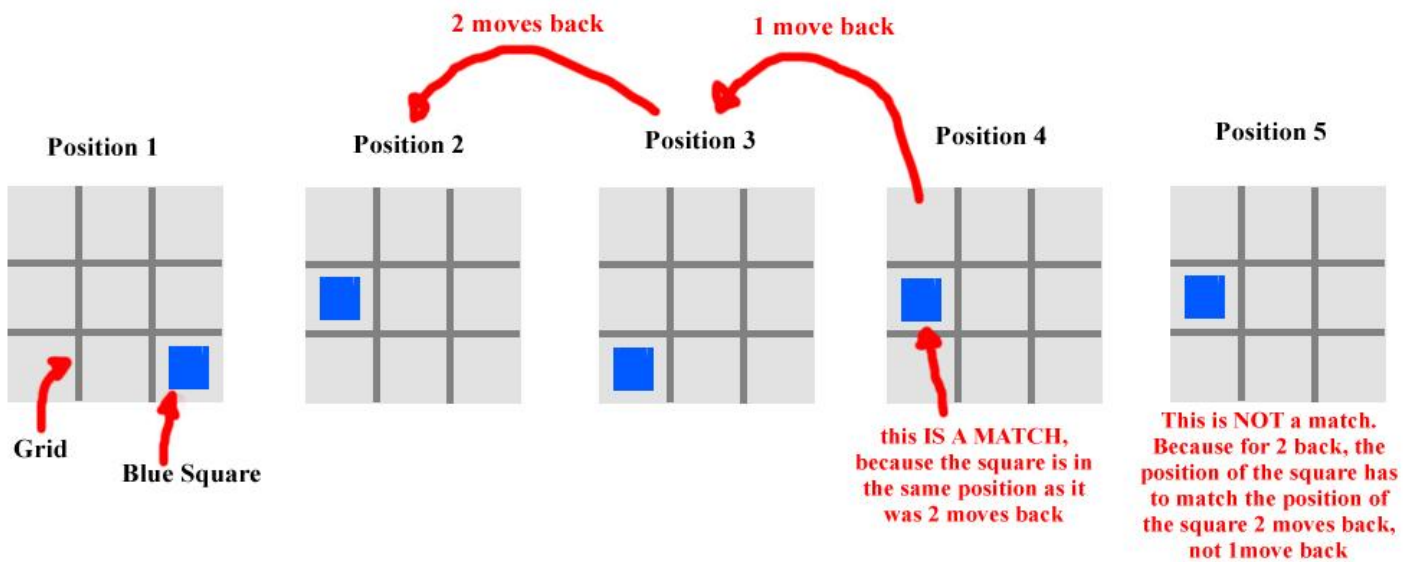 2 moves back
1 move back
Position 1
Position 2
Position 3
Position 4
Position 5
Grid
Blue Square
this IS A MATCH,
because the square is in
the same position as it
was 2 moves back
This is NOT a match.
Because for 2 back, the
position of the square has
to match the position of
the square 2 moves back,
not 1move back